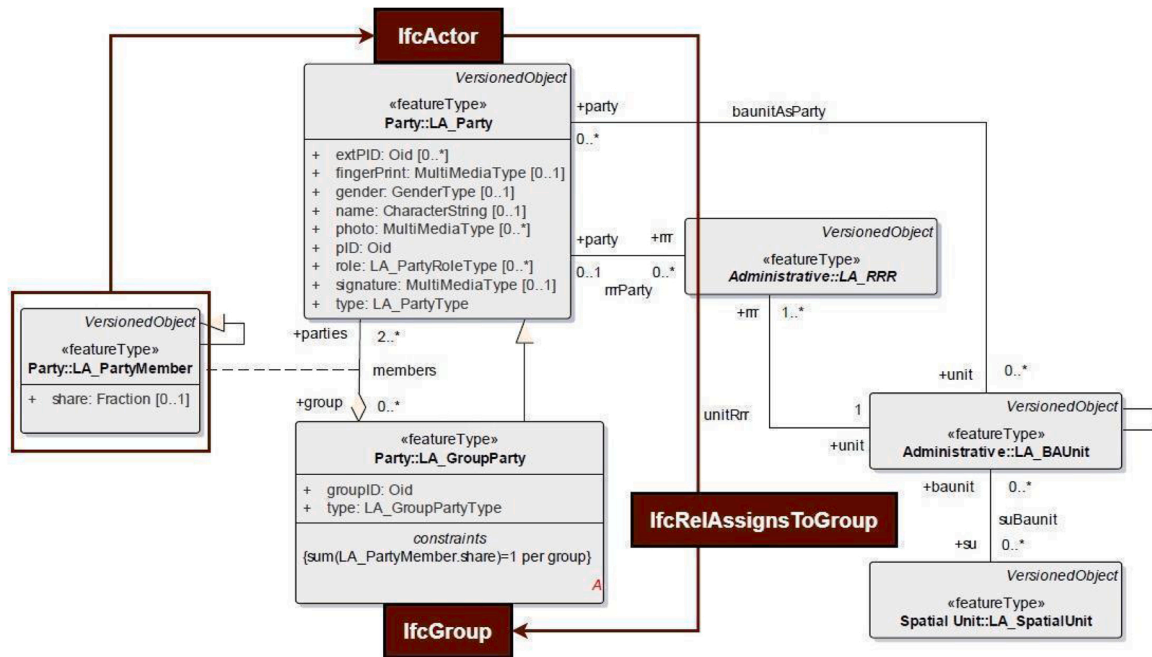 IfcActor
VersionedObject
«featureType»
Party::LA_Party
+ extPID: Oid [0..*]
+ fingerPrint: MultiMediaType [0..1]
+ gender: GenderType [0..1]
+ name: CharacterString [0..1]
+ photo: MultiMediaType [0..*]
+ pID: Oid
+ role: LA_PartyRoleType [0..*]
+ signature: MultiMediaType [0..1]
+ type: LA_PartyType
+party
baunitAsParty
0..*
+party
+rrr
0..1
0..*
rrrParty
VersionedObject
«featureType»
Administrative::LA_RRR
+rrr
1..*
VersionedObject
«featureType»
Party::LA_PartyMember
+ share: Fraction [0..1]
+parties
2..*
members
+group
0..*
+unit
0..*
unitRrr
1
+unit
VersionedObject
«featureType»
Administrative::LA_BAUnit
«featureType»
Party::LA_GroupParty
+ groupID: Oid
+ type: LA_GroupPartyType
constraints
{sum(LA_PartyMember.share)=1 per group}
A
IfcGroup
IfcRelAssignsToGroup
+baunit
0..*
suBaunit
+su
0..*
VersionedObject
«featureType»
Spatial Unit::LA_SpatialUnit